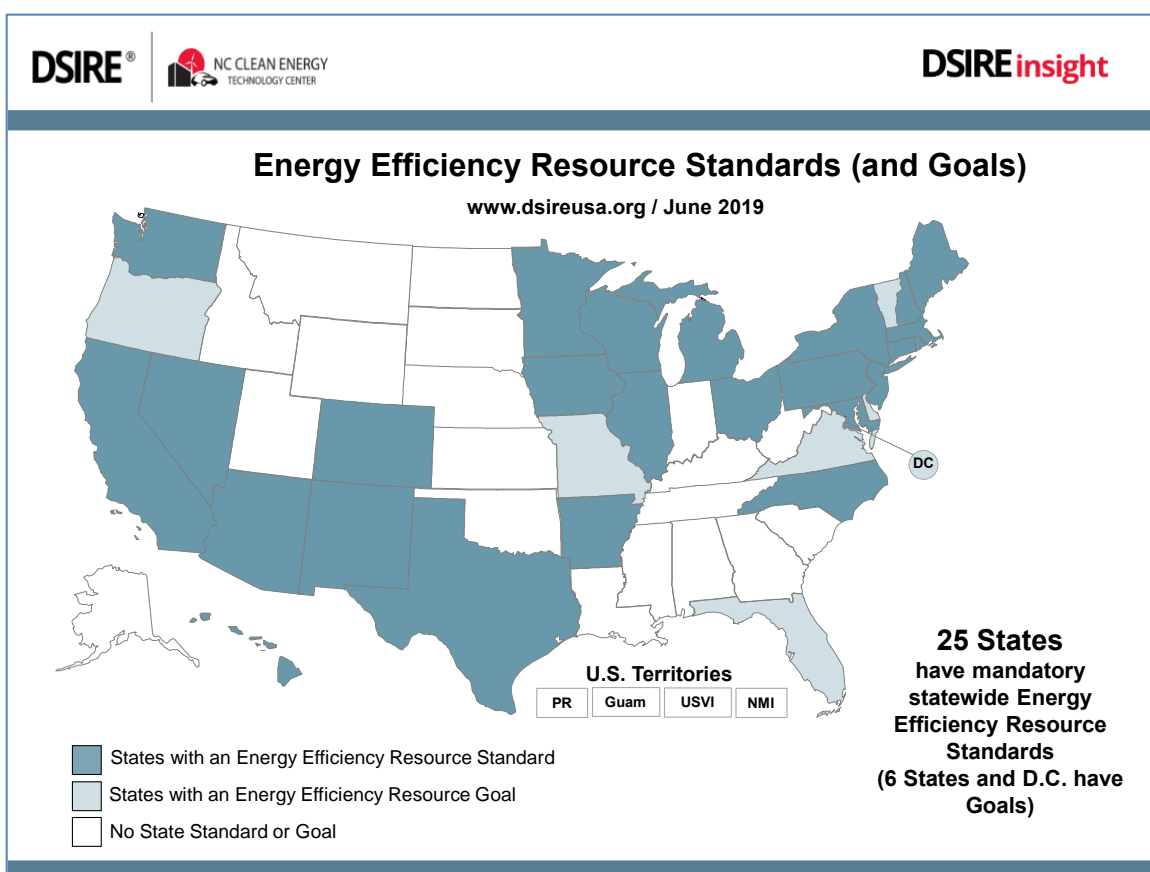 DSIRE®
NC CLEAN ENERGY
TECHNOLOGY CENTER
DSIRE insight
Energy Efficiency Resource Standards (and Goals)
www.dsireusa.org / June 2019
DC
U.S. Territories
PR
Guam
USVI
NMI
25 States
have mandatory
statewide Energy
Efficiency Resource
Standards
(6 States and D.C. have
Goals)
States with an Energy Efficiency Resource Standard
States with an Energy Efficiency Resource Goal
No State Standard or Goal